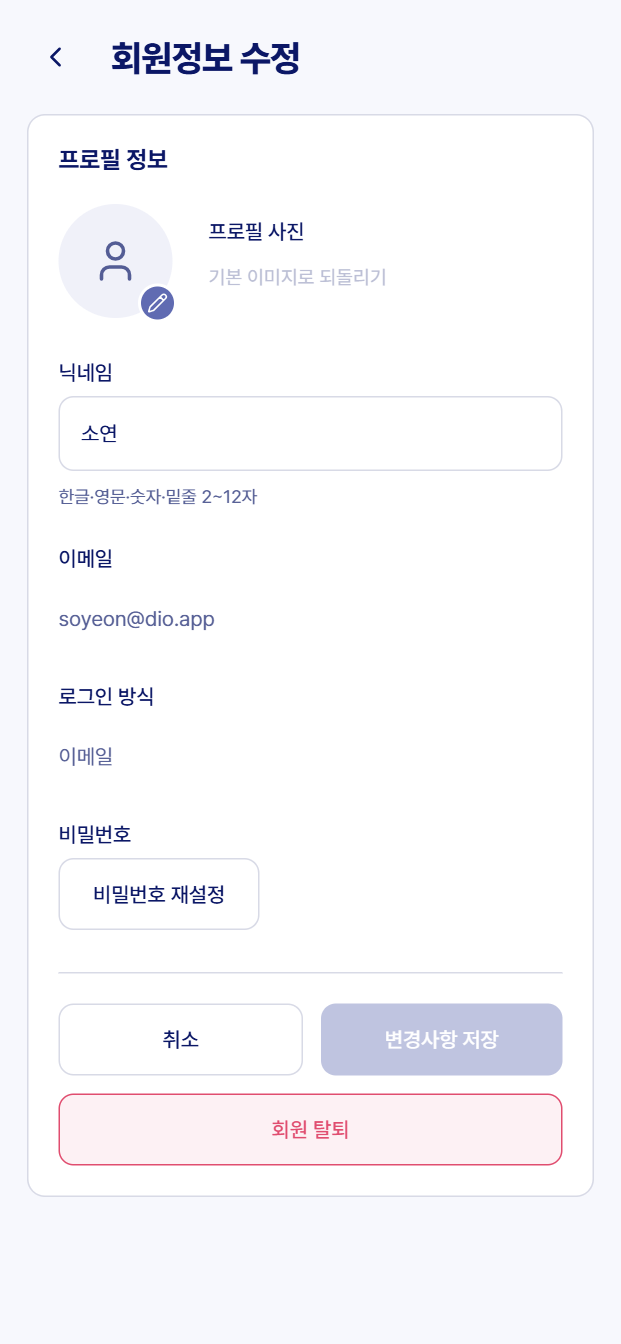 회원정보 수정
프로필 정보
프로필 사진
기본 이미지로 되돌리기
닉네임
소연
한글·영문·숫자·밑줄 2~12자
이메일
soyeon@dio.app
로그인 방식
이메일
비밀번호
비밀번호 재설정
취소
변경사항 저장
회원 탈퇴